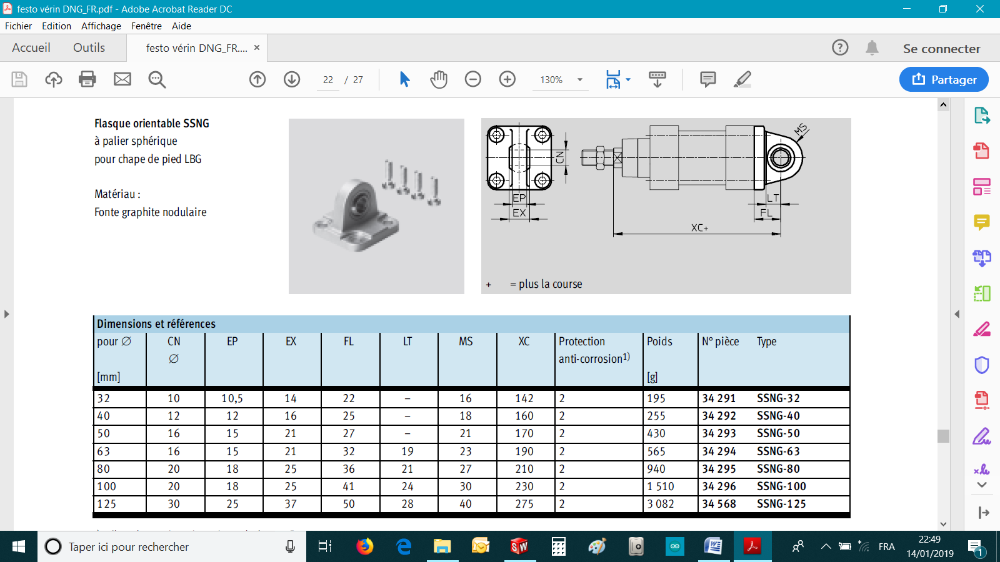 festo vérin DNG_FR.pdf - Adobe Acrobat Reader DC
Fichier Edition Affichage Fenêtre Aide
Accueil Outils festo vérin DNG_FR.... × Se connecter
22 / 27 130% Partager
Flasque orientable SSNG
à palier sphérique
pour chape de pied LBG
Matériau :
Fonte graphite nodulaire
MS
CN
EP
EX
LT
FL
XC+
+ = plus la course
Dimensions et références
pour ∅ CN EP EX FL LT MS XC Protection Poids N° pièce Type
∅ anti-corrosion1)
[mm] [g]
32 10 10,5 14 22 – 16 142 2 195 34 291 SSNG-32
40 12 12 16 25 – 18 160 2 255 34 292 SSNG-40
50 16 15 21 27 – 21 170 2 430 34 293 SSNG-50
63 16 15 21 32 19 23 190 2 565 34 294 SSNG-63
80 20 18 25 36 21 27 210 2 940 34 295 SSNG-80
100 20 18 25 41 24 30 230 2 1 510 34 296 SSNG-100
125 30 25 37 50 28 40 275 2 3 082 34 568 SSNG-125
Taper ici pour rechercher
SW
W
FRA
22:49
14/01/2019
1